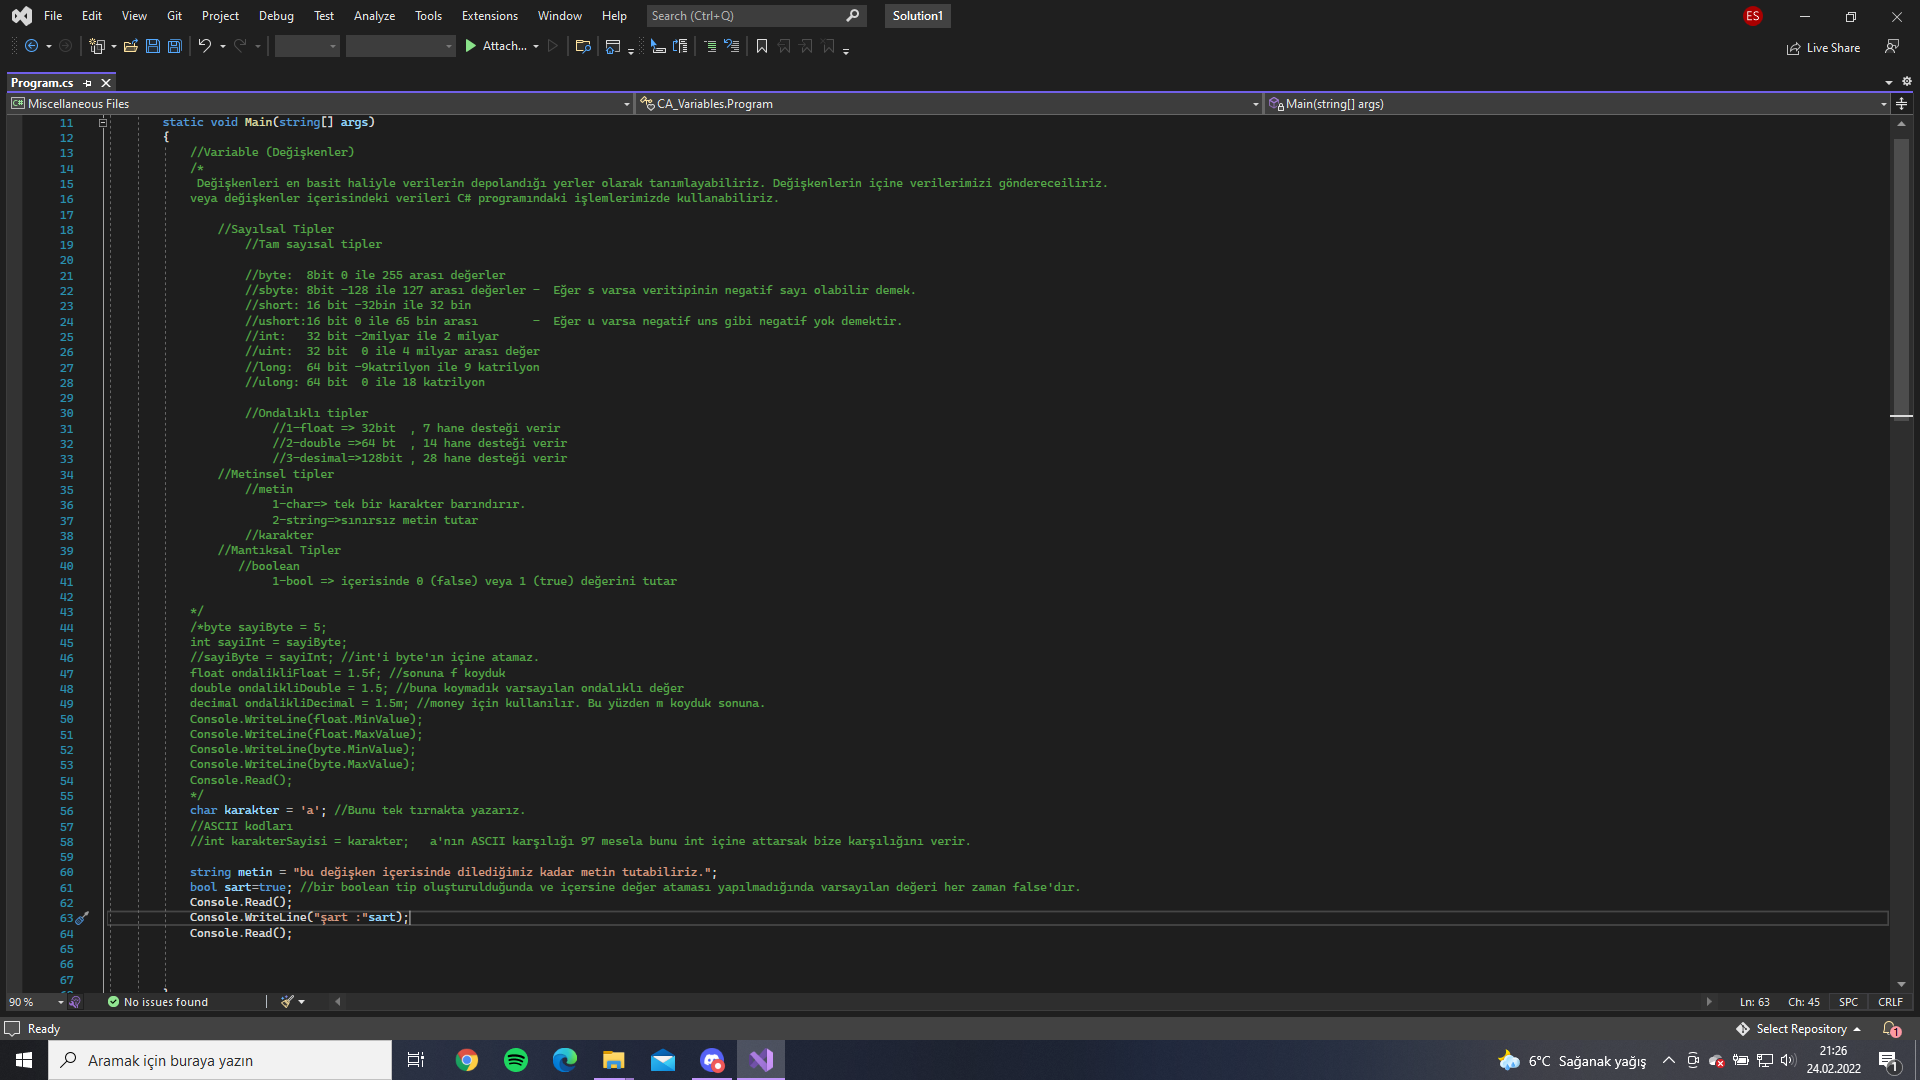 File Edit View Git Project Debug Test Analyze Tools Extensions Window Help Search (Ctrl+Q) Solution1 ES
Attach... Live Share
Program.cs
Miscellaneous Files CA_Variables.Program Main(string[] args)
11 static void Main(string[] args)
12 {
13 //Variable (Değişkenler)
14 /*
15 Değişkenleri en basit haliyle verilerin depolandığı yerler olarak tanımlayabiliriz. Değişkenlerin içine verilerimizi göndereceiliriz.
16 veya değişkenler içerisindeki verileri C# programındaki işlemlerimizde kullanabiliriz.
17
18 //Sayılsal Tipler
19 //Tam sayısal tipler
20
21 //byte: 8bit 0 ile 255 arası değerler
22 //sbyte: 8bit -128 ile 127 arası değerler - Eğer s varsa veritipinin negatif sayı olabilir demek.
23 //short: 16 bit -32bin ile 32 bin
24 //ushort:16 bit 0 ile 65 bin arası - Eğer u varsa negatif uns gibi negatif yok demektir.
25 //int: 32 bit -2milyar ile 2 milyar
26 //uint: 32 bit 0 ile 4 milyar arası değer
27 //long: 64 bit -9katrilyon ile 9 katrilyon
28 //ulong: 64 bit 0 ile 18 katrilyon
29
30 //Ondalıklı tipler
31 //1-float => 32bit , 7 hane desteği verir
32 //2-double =>64 bt , 14 hane desteği verir
33 //3-desimal=>128bit , 28 hane desteği verir
34 //Metinsel tipler
35 //metin
36 1-char=> tek bir karakter barındırır.
37 2-string=>sınırsız metin tutar
38 //karakter
39 //Mantıksal Tipler
40 //boolean
41 1-bool => içerisinde 0 (false) veya 1 (true) değerini tutar
42
43 */
44 /*byte sayiByte = 5;
45 int sayiInt = sayiByte;
46 //sayiByte = sayiInt; //int'i byte'ın içine atamaz.
47 float ondalikliFloat = 1.5f; //sonuna f koyduk
48 double ondalikliDouble = 1.5; //buna koymadık varsayılan ondalıklı değer
49 decimal ondalikliDecimal = 1.5m; //money için kullanılır. Bu yüzden m koyduk sonuna.
50 Console.WriteLine(float.MinValue);
51 Console.WriteLine(float.MaxValue);
52 Console.WriteLine(byte.MinValue);
53 Console.WriteLine(byte.MaxValue);
54 Console.Read();
55 */
56 char karakter = 'a'; //Bunu tek tırnakta yazarız.
57 //ASCII kodları
58 //int karakterSayisi = karakter; a'nın ASCII karşılığı 97 mesela bunu int içine attarsak bize karşılığını verir.
59
60 string metin = "bu değişken içerisinde dilediğimiz kadar metin tutabiliriz.";
61 bool sart=true; //bir boolean tip oluşturulduğunda ve içersine değer ataması yapılmadığında varsayılan değeri her zaman false'dır.
62 Console.Read();
63 Console.WriteLine("şart :"sart);
64 Console.Read();
65
66
67
90 % No issues found Ln: 63 Ch: 45 SPC CRLF
Ready Select Repository 1
Aramak için buraya yazın 6°C Sağanak yağış 21:26
24.02.2022 1